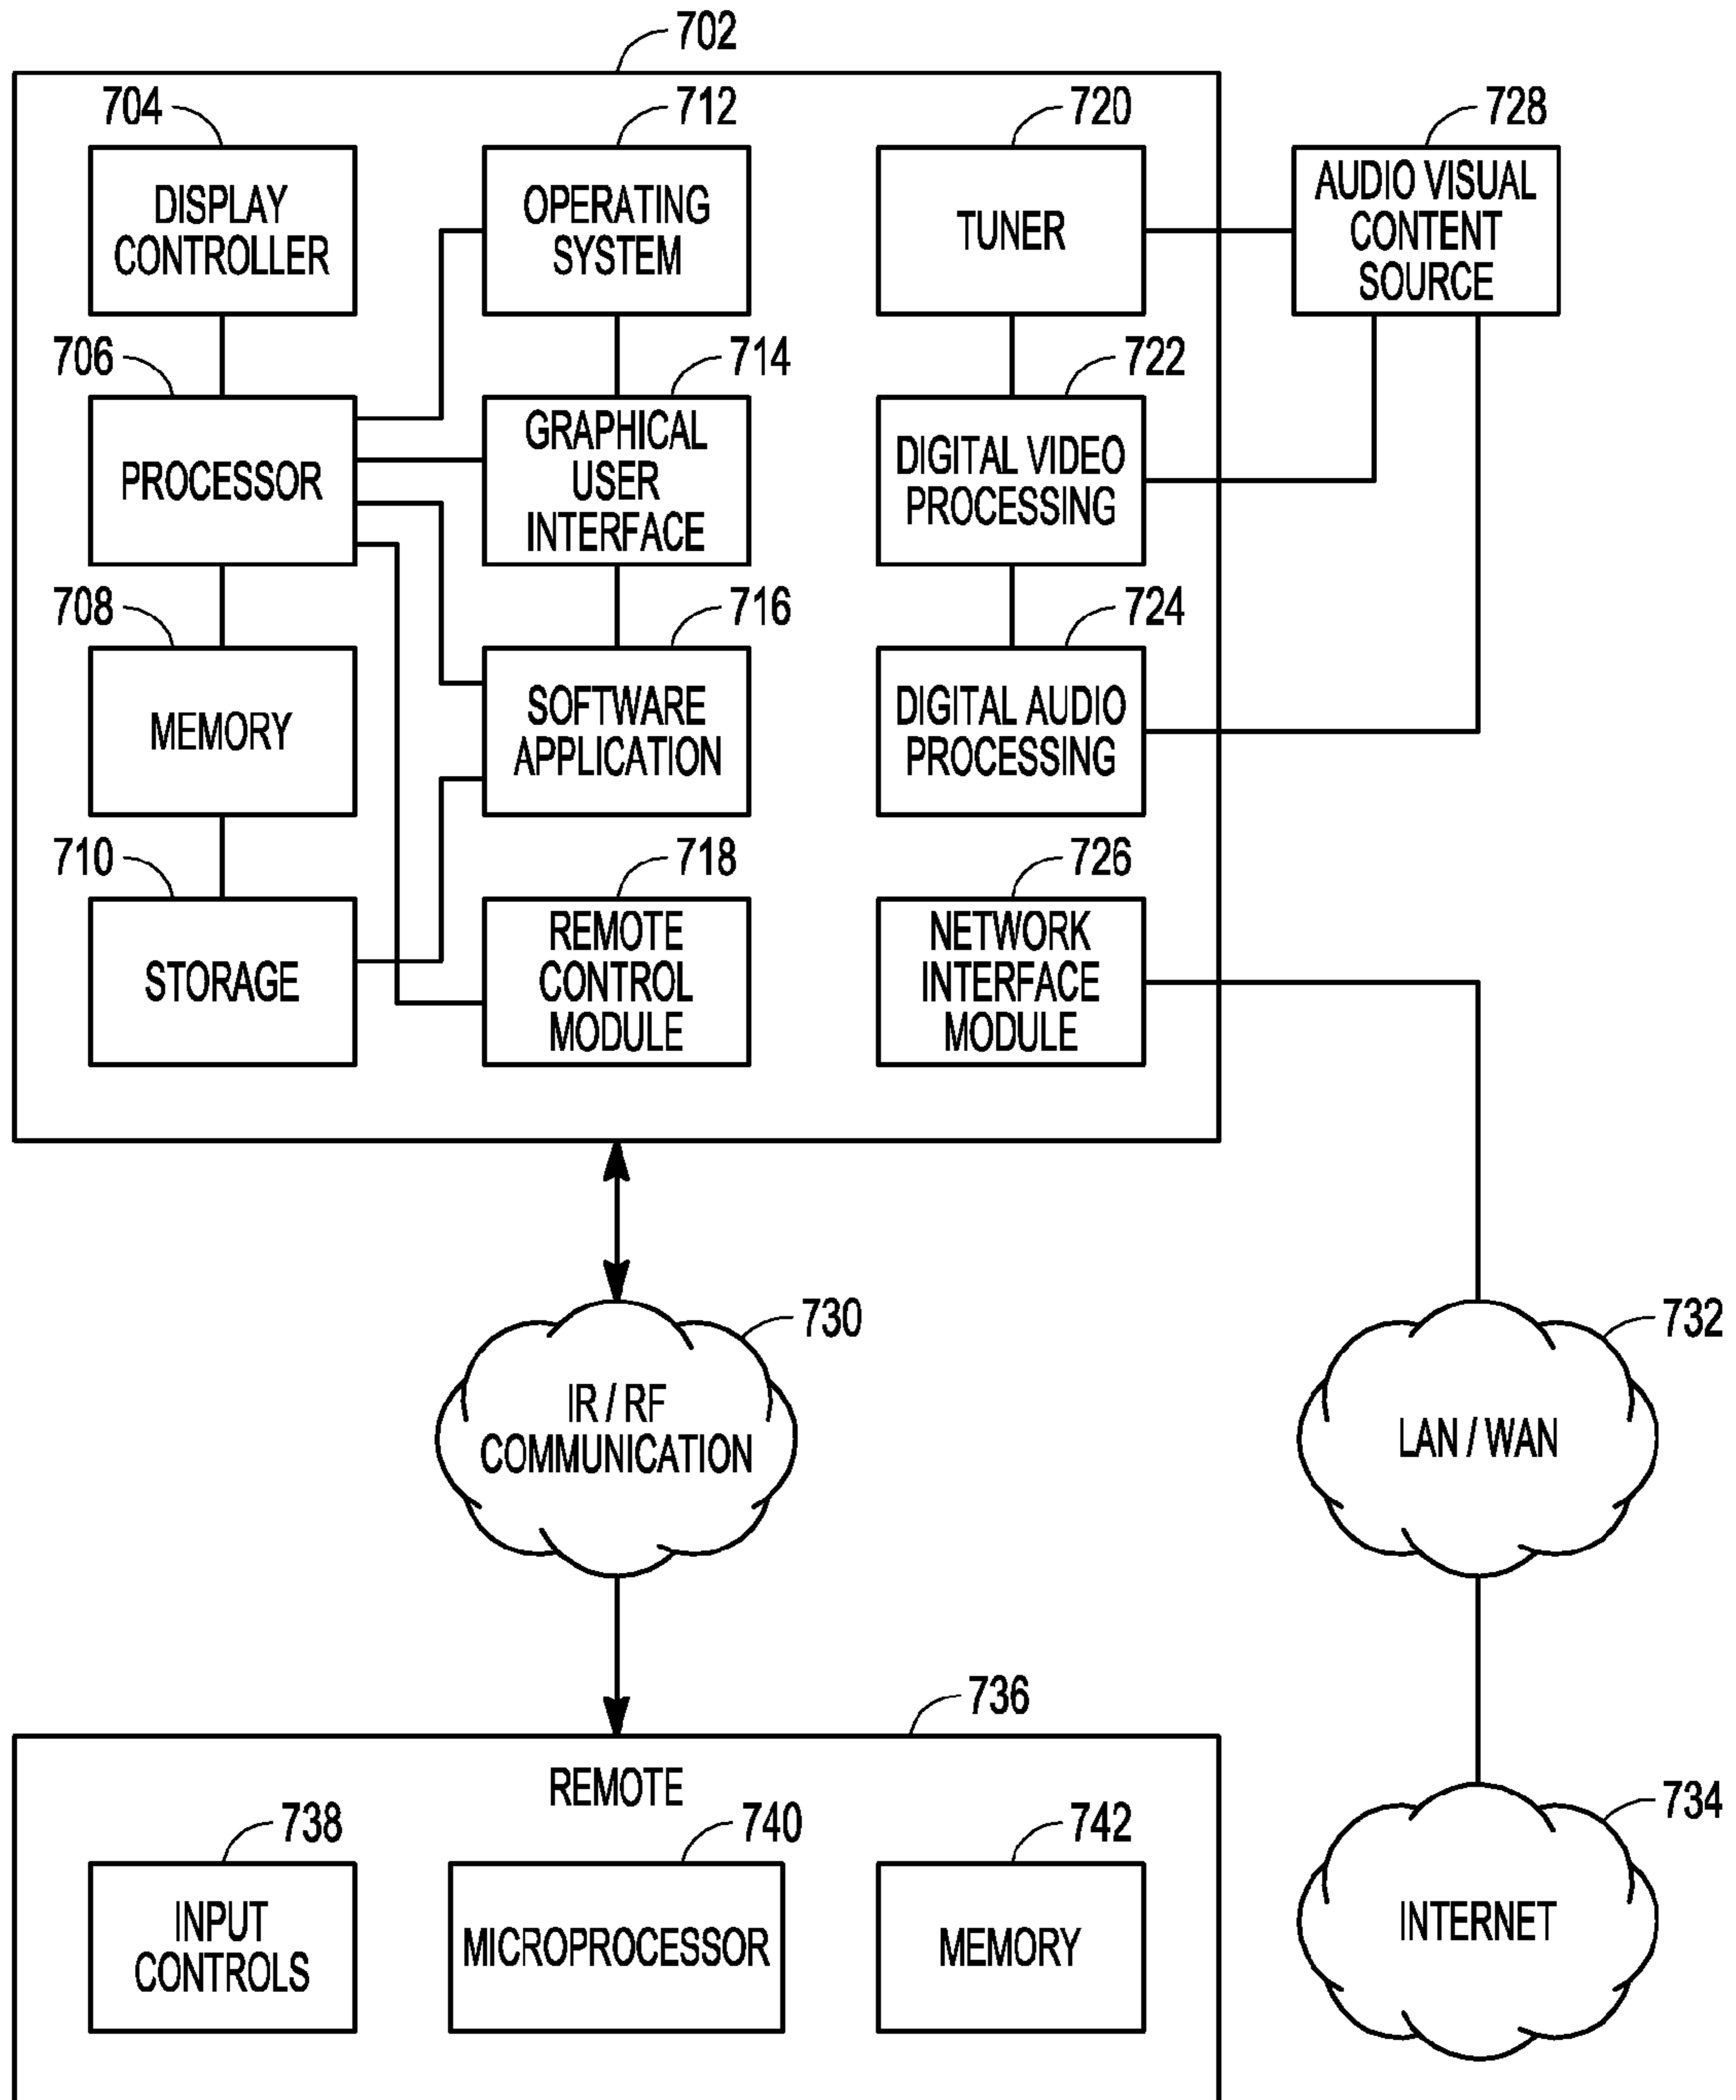 702
704
DISPLAY
CONTROLLER
712
OPERATING
SYSTEM
720
TUNER
728
AUDIO VISUAL
CONTENT
SOURCE
706
PROCESSOR
714
GRAPHICAL
USER
INTERFACE
722
DIGITAL VIDEO
PROCESSING
708
MEMORY
716
SOFTWARE
APPLICATION
724
DIGITAL AUDIO
PROCESSING
710
STORAGE
718
REMOTE
CONTROL
MODULE
726
NETWORK
INTERFACE
MODULE
730
IR / RF
COMMUNICATION
732
LAN / WAN
736
REMOTE
738
INPUT
CONTROLS
740
MICROPROCESSOR
742
MEMORY
734
INTERNET